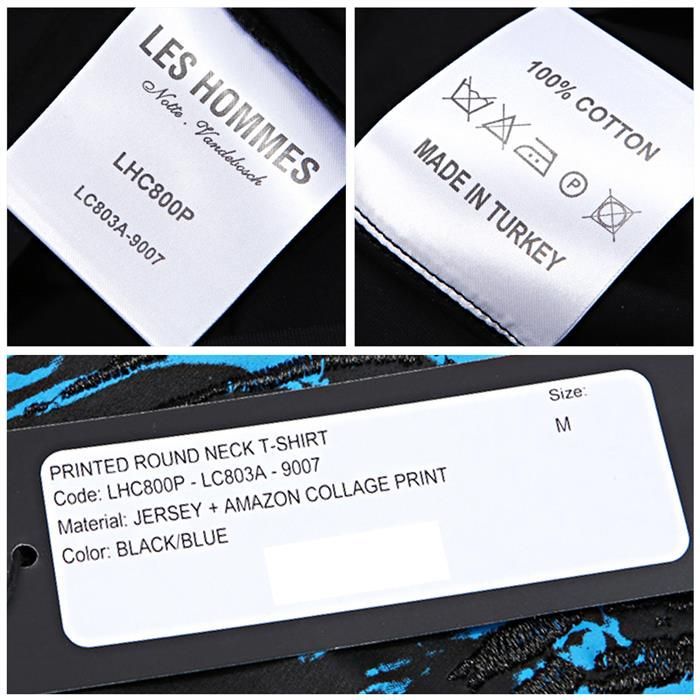 LES HOMMES
Notte . Vandebosch
LHC800P
LC803A-9007
100% COTTON
P
MADE IN TURKEY
Size:
M
PRINTED ROUND NECK T-SHIRT
Code: LHC800P - LC803A - 9007
Material: JERSEY + AMAZON COLLAGE PRINT
Color: BLACK/BLUE